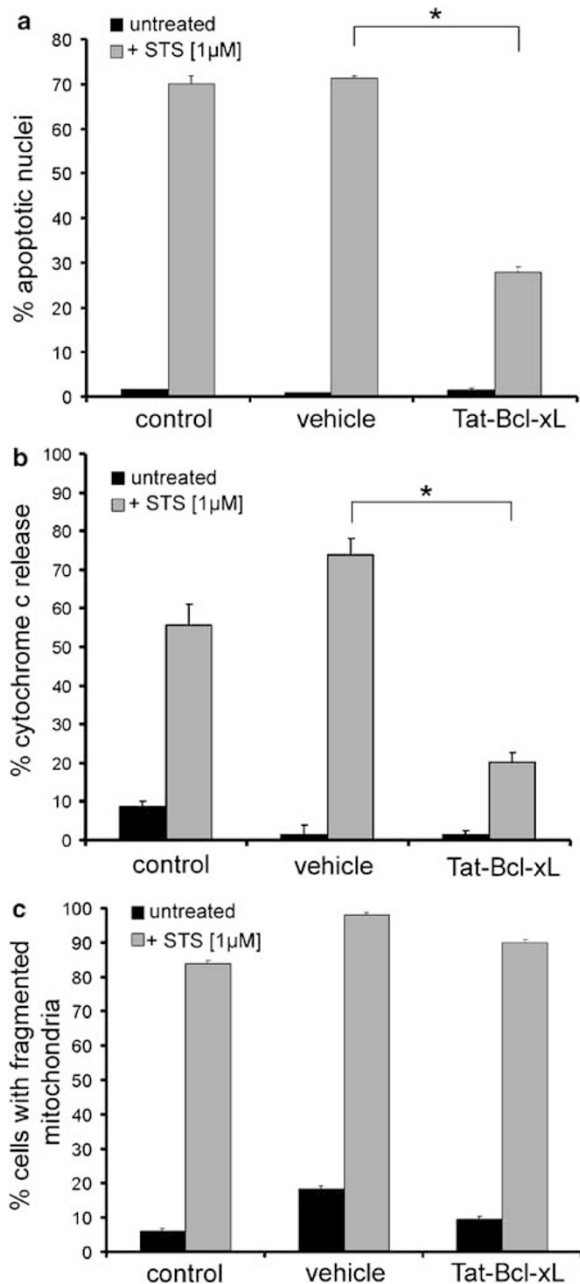 a
untreated
+ STS [1µM]
*
80
70
60
50
40
30
20
10
0
% apoptotic nuclei
control vehicle Tat-Bcl-xL
b
untreated
+ STS [1µM]
*
100
90
80
70
60
50
40
30
20
10
0
% cytochrome c release
control vehicle Tat-Bcl-xL
c
untreated
+ STS [1µM]
100
90
80
70
60
50
40
30
20
10
0
% cells with fragmented
mitochondria
control vehicle Tat-Bcl-xL